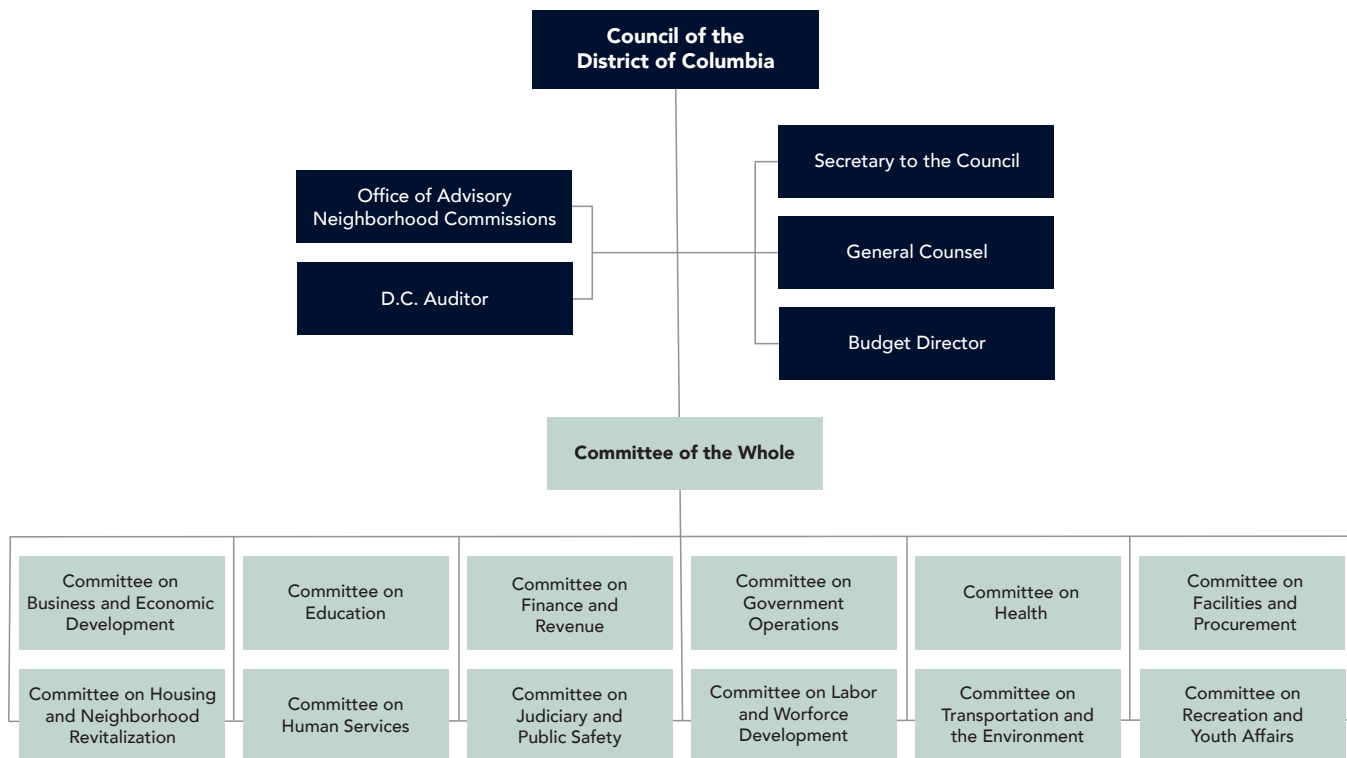 Council of the
District of Columbia
Secretary to the Council
Office of Advisory
Neighborhood Commissions
General Counsel
D.C. Auditor
Budget Director
Committee of the Whole
Committee on
Business and Economic
Development
Committee on
Education
Committee on
Finance and
Revenue
Committee on
Government
Operations
Committee on
Health
Committee on
Facilities and
Procurement
Committee on Housing
and Neighborhood
Revitalization
Committee on
Human Services
Committee on
Judiciary and
Public Safety
Committee on Labor
and Worforce
Development
Committee on
Transportation and
the Environment
Committee on
Recreation and
Youth Affairs